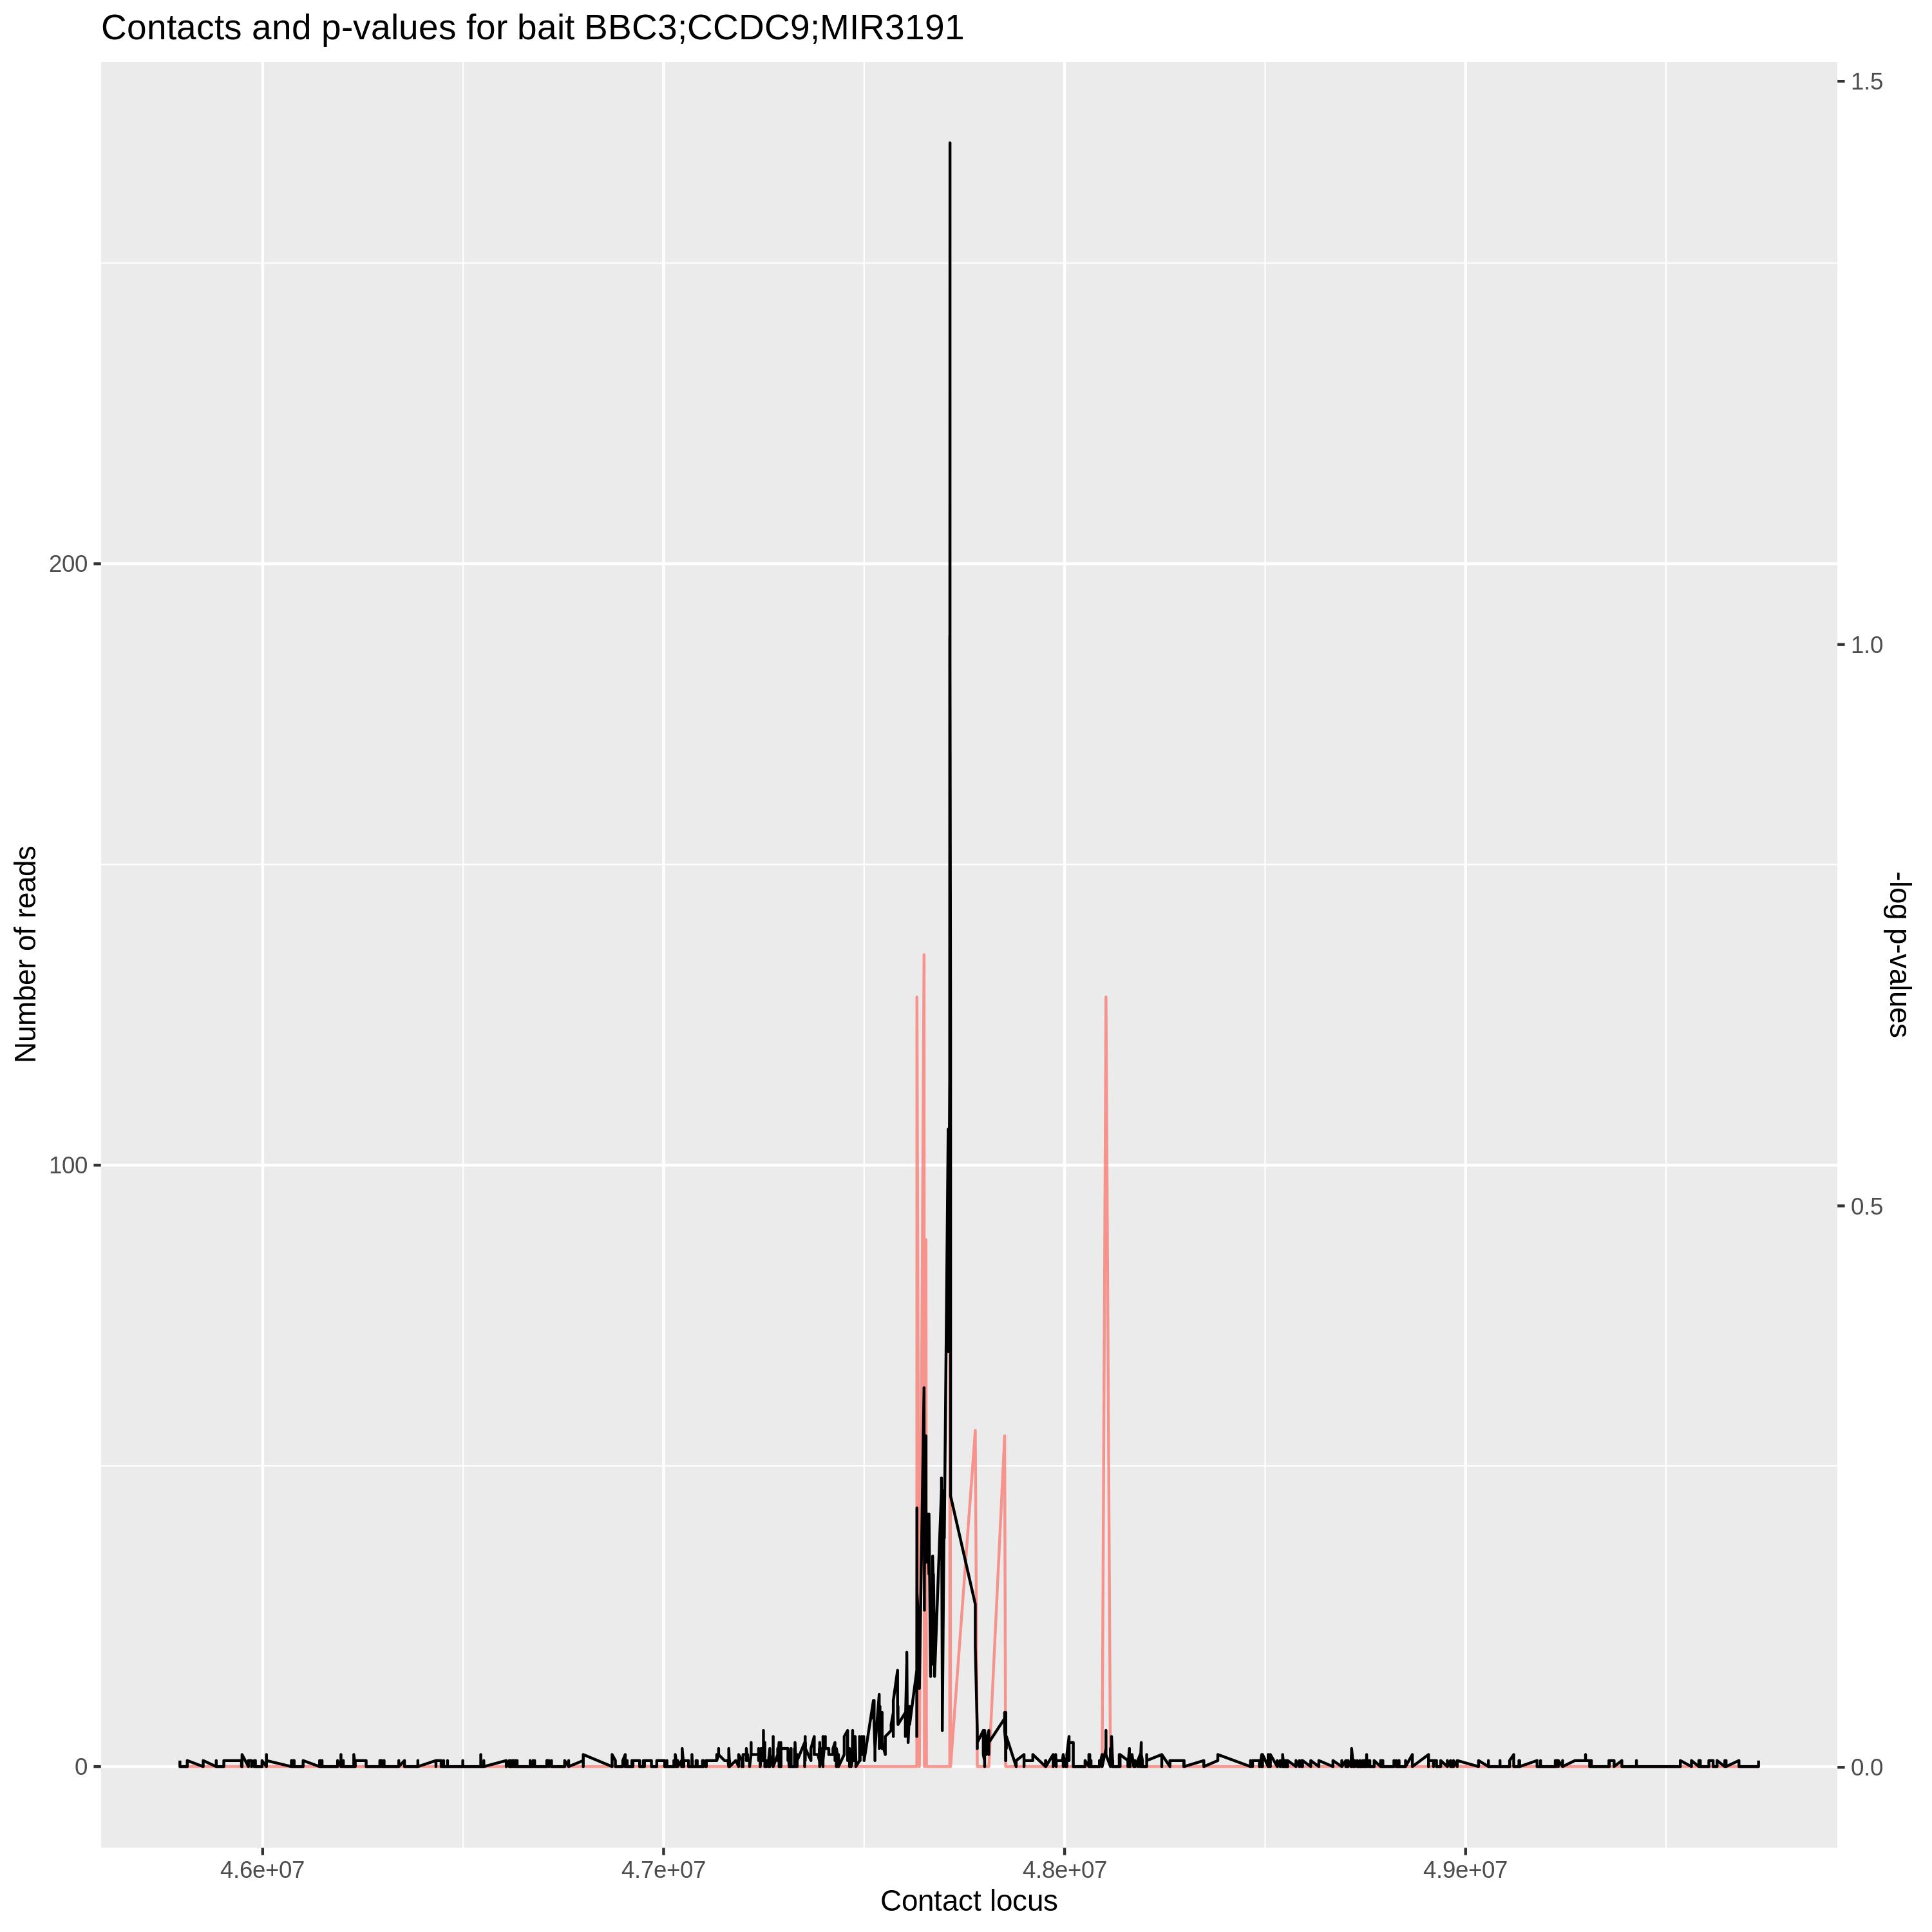 Contacts and p-values for bait BBC3;CCDC9;MIR3191
1.5
200
1.0
Number of reads
-log p-values
100
0.5
0
0.0
4.6e+07
4.7e+07
4.8e+07
4.9e+07
Contact locus